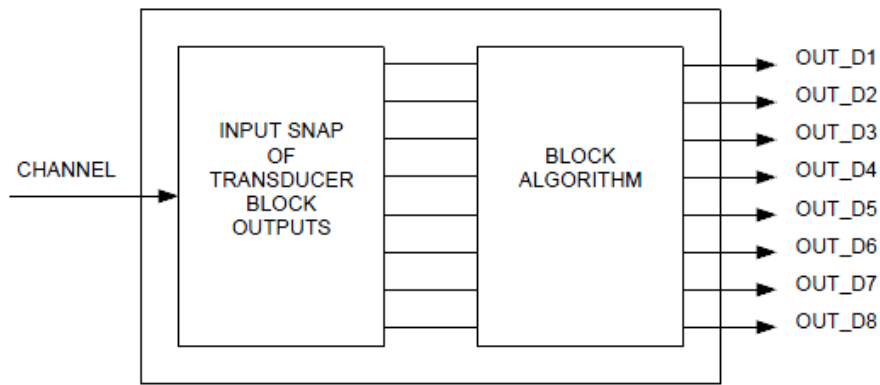 CHANNEL
INPUT SNAP
OF
TRANSDUCER
BLOCK
OUTPUTS
BLOCK
ALGORITHM
OUT_D1
OUT_D2
OUT_D3
OUT_D4
OUT_D5
OUT_D6
OUT_D7
OUT_D8